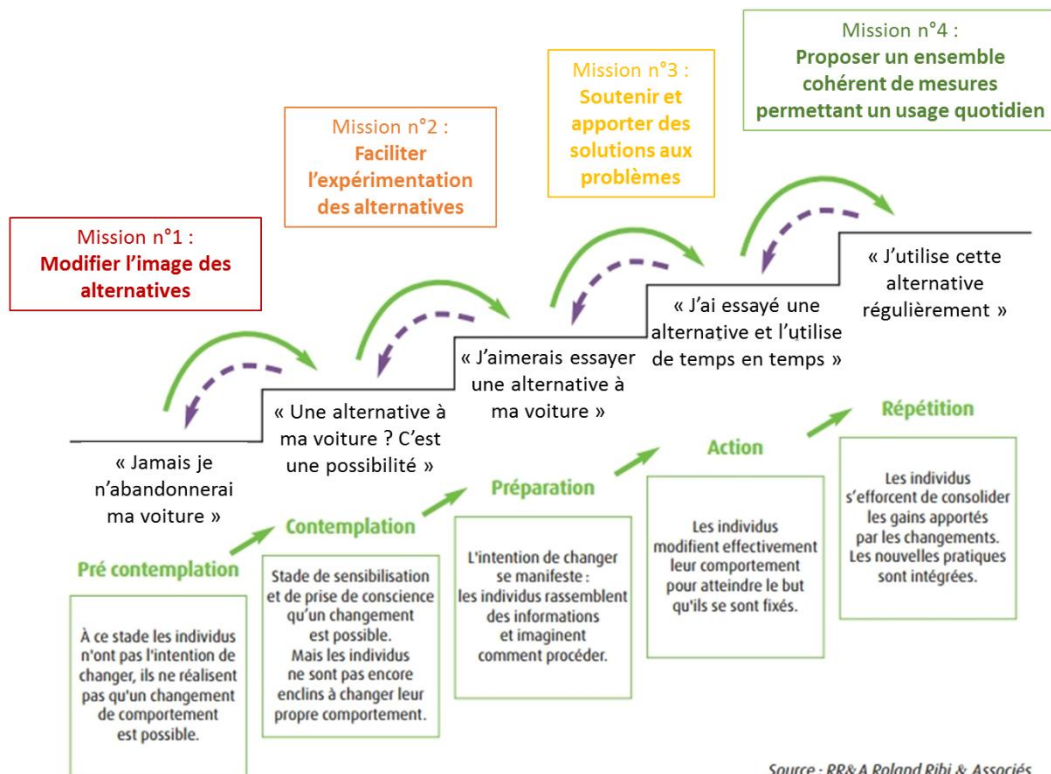 Mission n°1 :
Modifier l’image des
alternatives
Mission n°2 :
Faciliter
l’expérimentation
des alternatives
Mission n°3 :
Soutenir et
apporter des
solutions aux
problèmes
Mission n°4 :
Proposer un ensemble
cohérent de mesures
permettant un usage quotidien
« Jamais je
n’abandonnerai
ma voiture »
« Une alternative à
ma voiture ? C’est
une possibilité »
« J’aimerais essayer
une alternative à
ma voiture »
« J’ai essayé une
alternative et l’utilise
de temps en temps »
« J’utilise cette
alternative
régulièrement »
Pré contemplation
À ce stade les individus
n'ont pas l'intention de
changer, ils ne réalisent
pas qu'un changement
de comportement
est possible.
Contemplation
Stade de sensibilisation
et de prise de conscience
qu’un changement
est possible.
Mais les individus
ne sont pas encore
enclins à changer leur
propre comportement.
Préparation
L'intention de changer
se manifeste :
les individus rassemblent
des informations
et imaginent
comment procéder.
Action
Les individus
modifient effectivement
leur comportement
pour atteindre le but
qu'ils se sont fixés.
Répétition
Les individus
s’efforcent de consolider
les gains apportés
par les changements.
Les nouvelles pratiques
sont intégrées.
Source : RR&A Roland Ribi & Associés